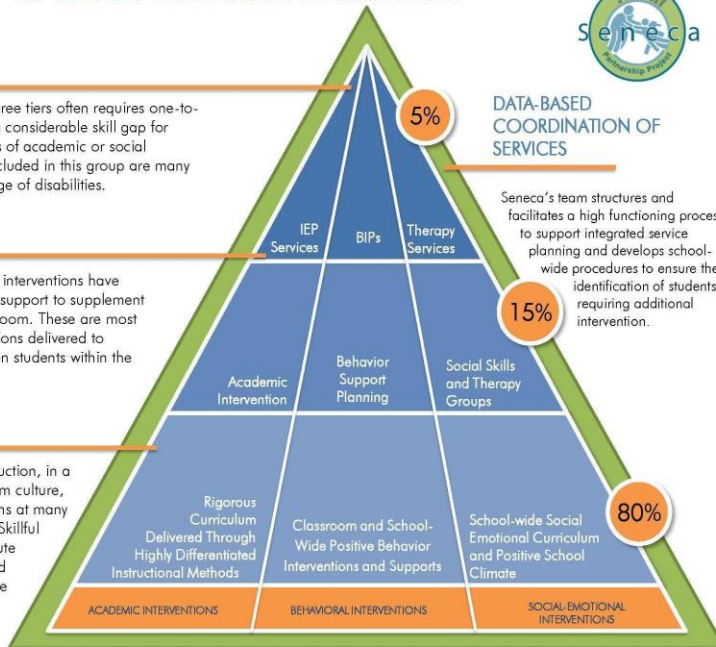 Seneca
Partnership Project
5%
DATA-BASED
COORDINATION OF
SERVICES
ree tiers often requires one-to-
considerable skill gap for
s of academic or social
cluded in this group are many
ge of disabilities.
Seneca's team structures and
facilitates a high functioning proces
to support integrated service
planning and develops school-
wide procedures to ensure the
identification of students
requiring additional
intervention.
IEP
Services
BIPs
Therapy
Services
interventions have
support to supplement
room. These are most
ions delivered to
en students within the
15%
Academic
Intervention
Behavior
Support
Planning
Social Skills
and Therapy
Groups
uction, in a
m culture,
ns at many
Skillful
ute
d
e
80%
Rigorous
Curriculum
Delivered Through
Highly Differentiated
Instructional Methods
Classroom and School-
Wide Positive Behavior
Interventions and Supports
School-wide Social
Emotional Curriculum
and Positive School
Climate
ACADEMIC INTERVENTIONS
BEHAVIORAL INTERVENTIONS
SOCIAL-EMOTIONAL
INTERVENTIONS